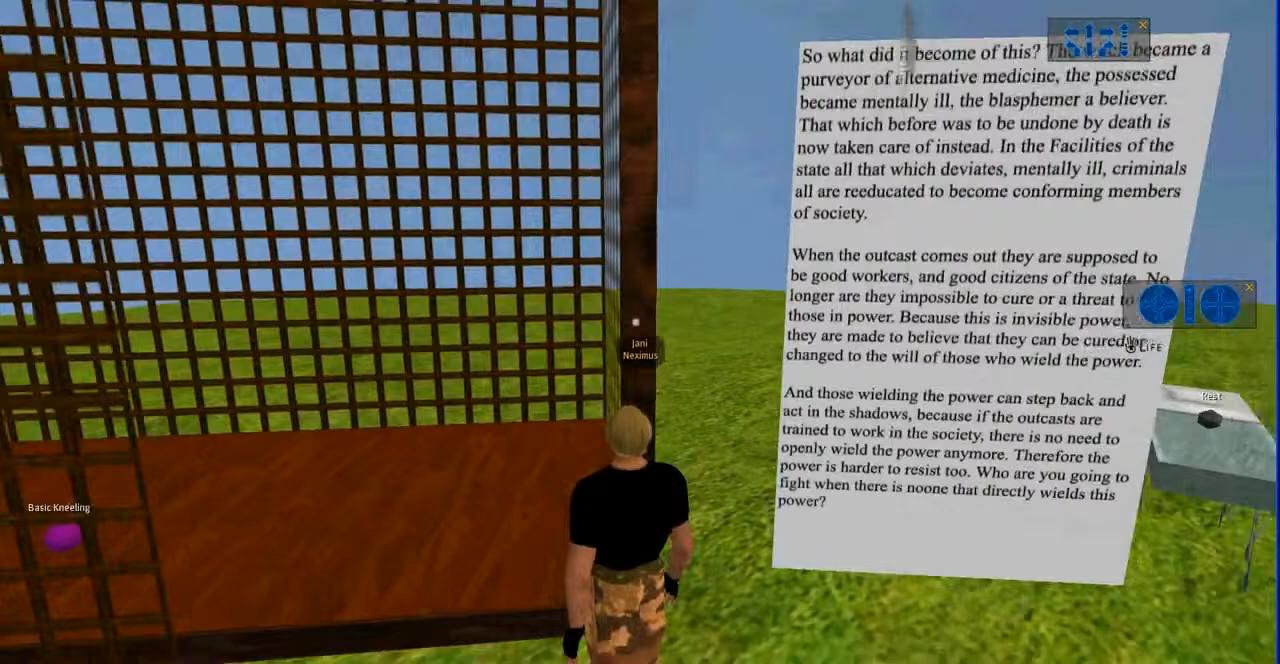 So what did it become of this? became a
purveyor of alternative medicine, the possessed
became mentally ill, the blasphemer a believer.
That which before was to be undone by death is
now taken care of instead. In the Facilities of the
state all that which deviates, mentally ill, criminals
all are reeducated to become conforming members
of society.
When the outcast comes out they are supposed to
be good workers, and good citizens of the state. No
longer are they impossible to cure or a threat to
those in power. Because this is invisible power,
they are made to believe that they can be cured or
changed to the will of those who wield the power.
And those wielding the power can step back and
act in the shadows, because if the outcasts are
trained to work in the society, there is no need to
openly wield the power anymore. Therefore the
power is harder to resist too. Who are you going to
fight when there is noone that directly wields this
power?
Jani
Neximus
LIFE
Rest
Basic Kneeling